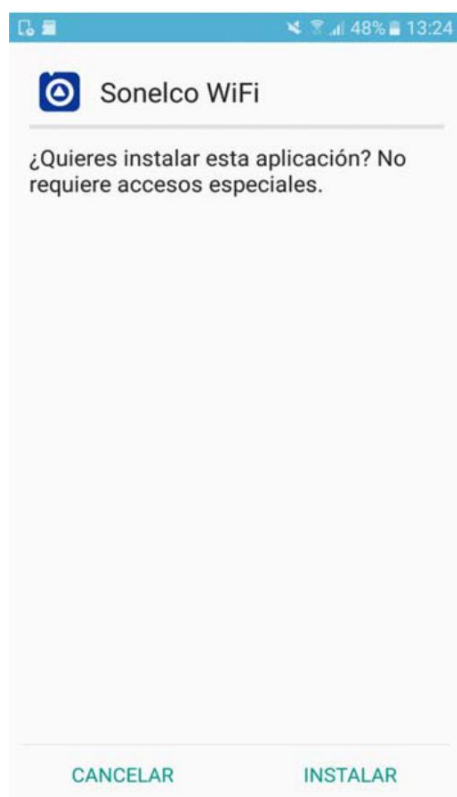 48% 13:24
Sonelco WiFi
¿Quieres instalar esta aplicación? No
requiere accesos especiales.
CANCELAR INSTALAR